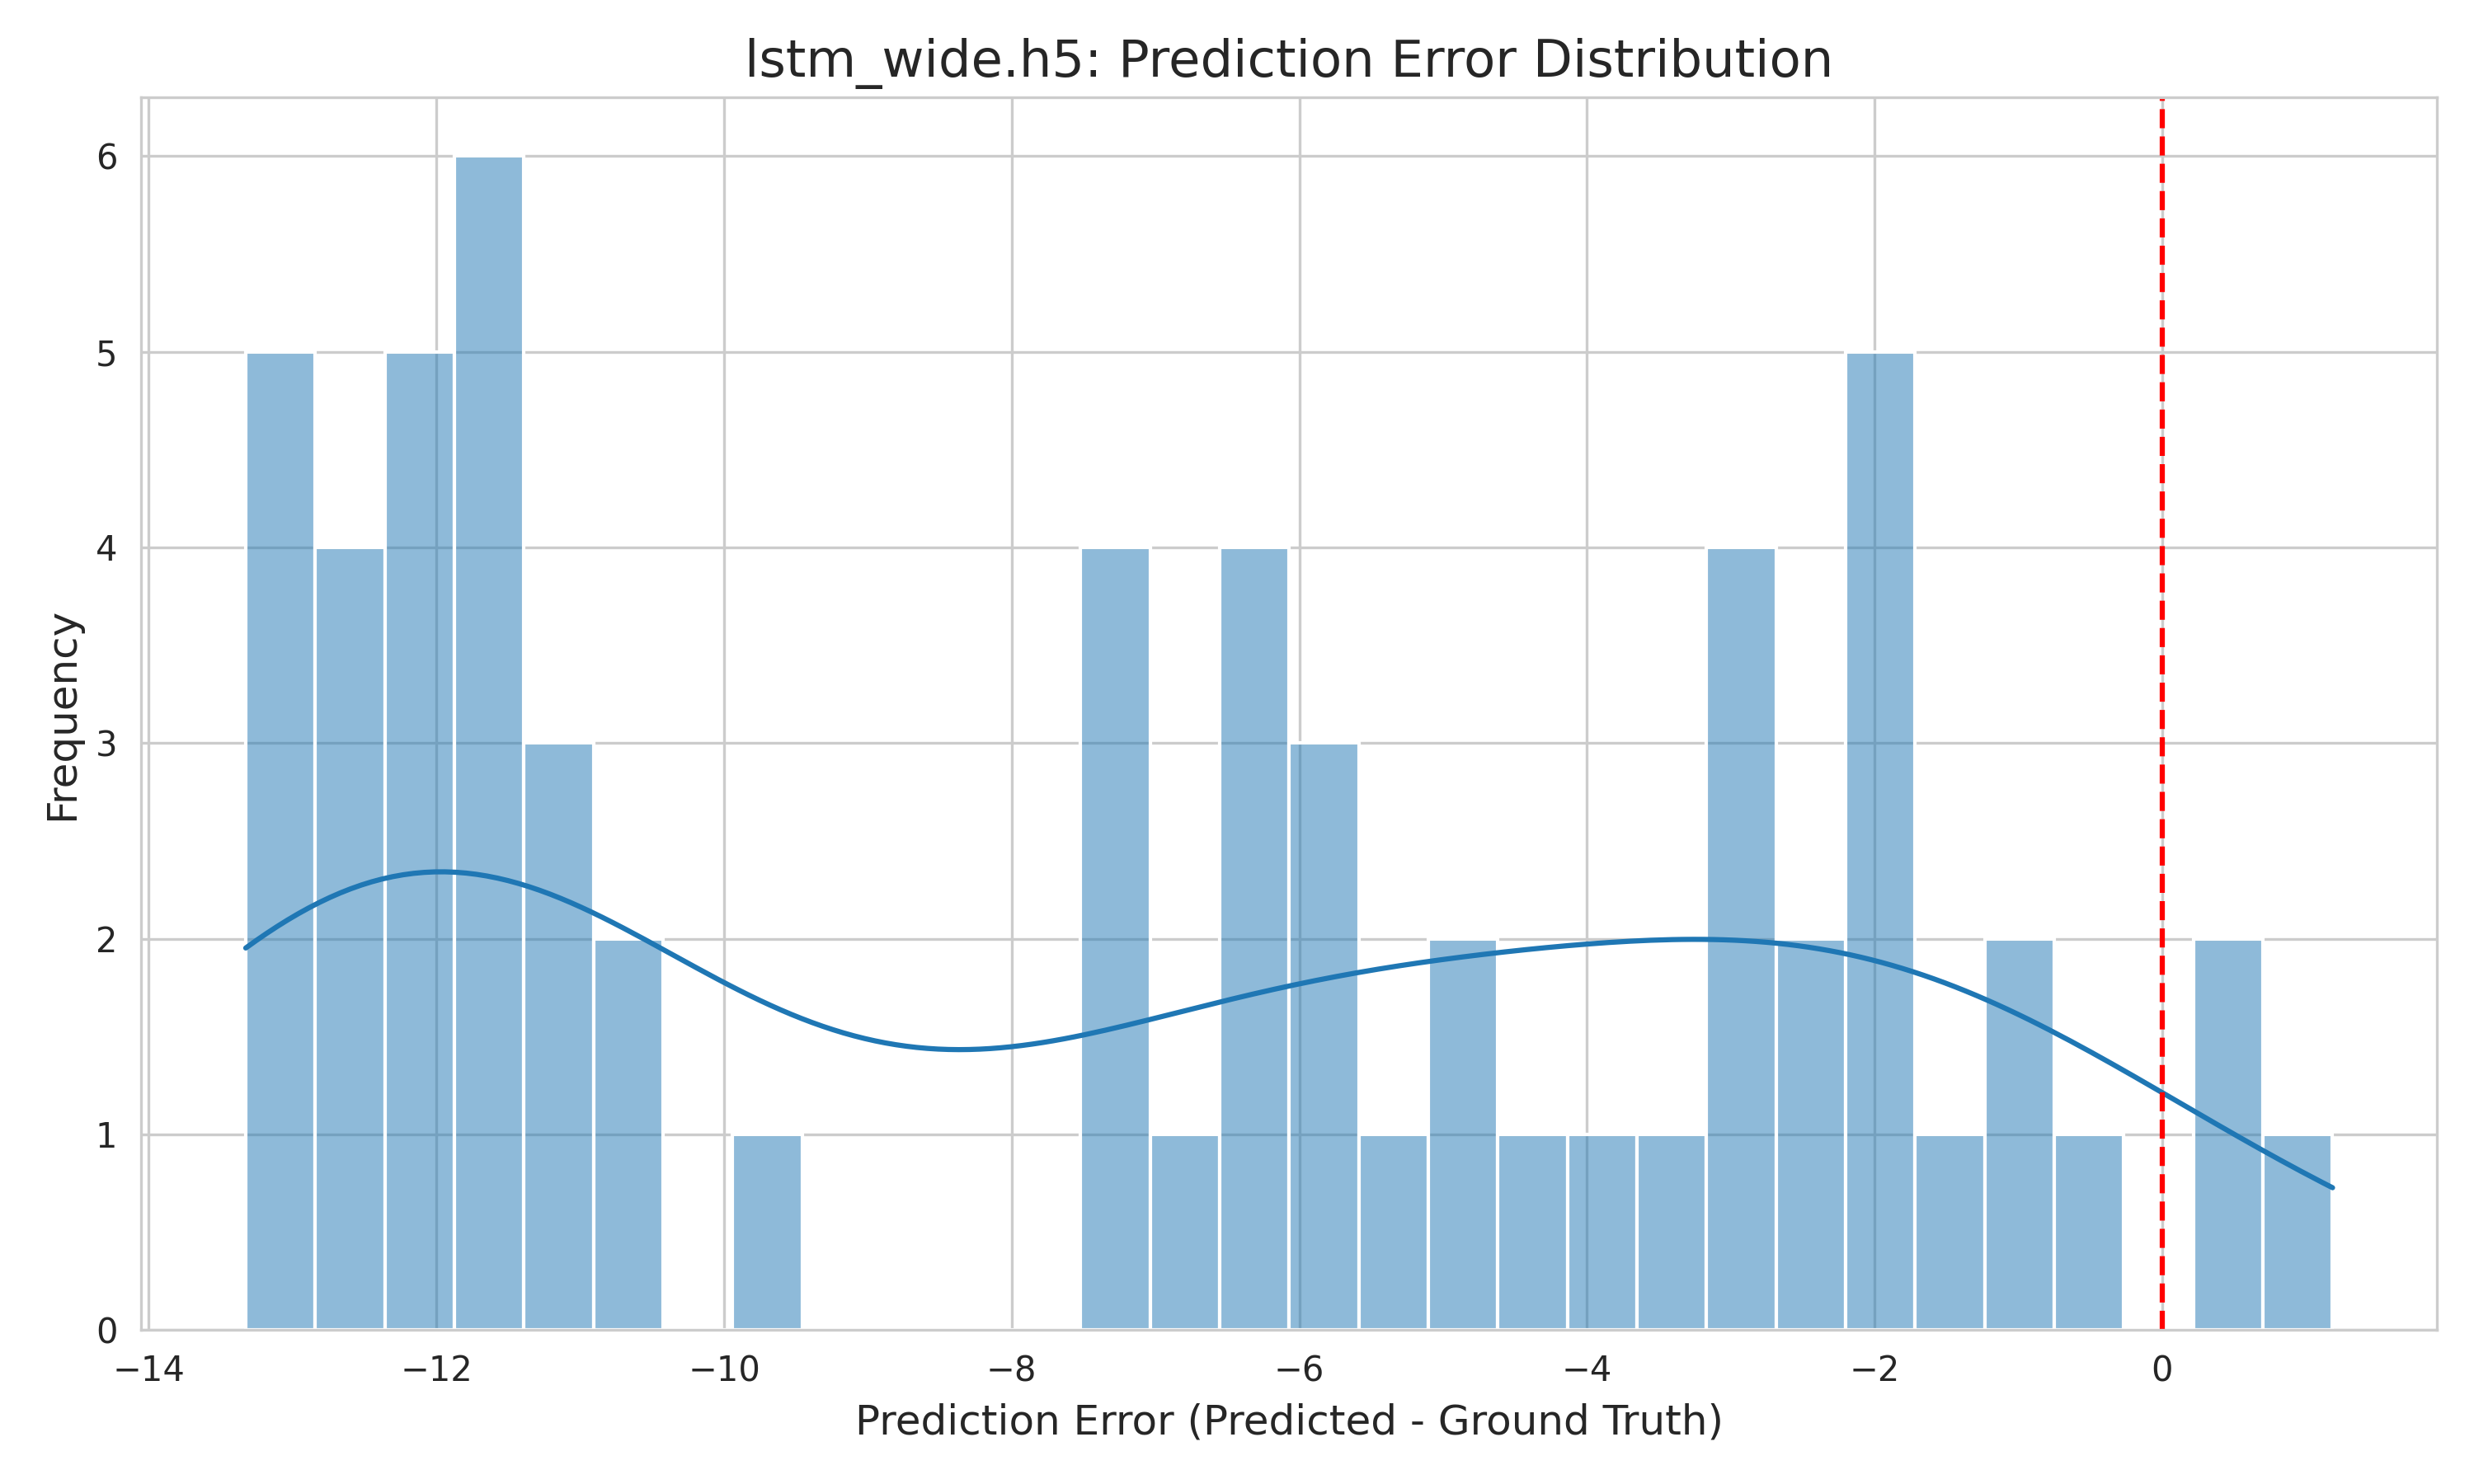 lstm_wide.h5: Prediction Error Distribution
6
5
4
3
2
1
0
Frequency
−14 −12 −10 −8 −6 −4 −2 0
Prediction Error (Predicted - Ground Truth)